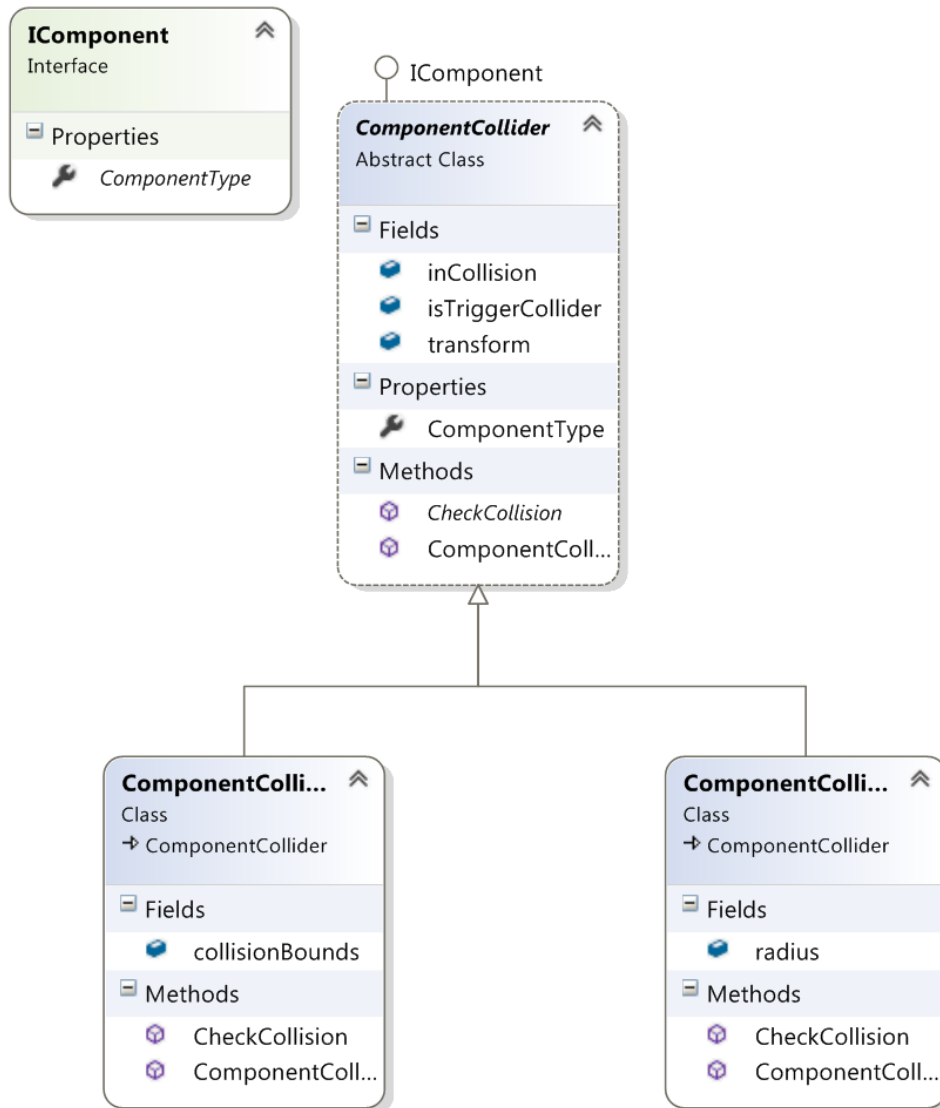 IComponent
Interface
Properties
ComponentType
IComponent
ComponentCollider
Abstract Class
Fields
inCollision
isTriggerCollider
transform
Properties
ComponentType
Methods
CheckCollision
ComponentColl...
ComponentColli...
Class
ComponentCollider
Fields
collisionBounds
Methods
CheckCollision
ComponentColl...
ComponentColli...
Class
ComponentCollider
Fields
radius
Methods
CheckCollision
ComponentColl...